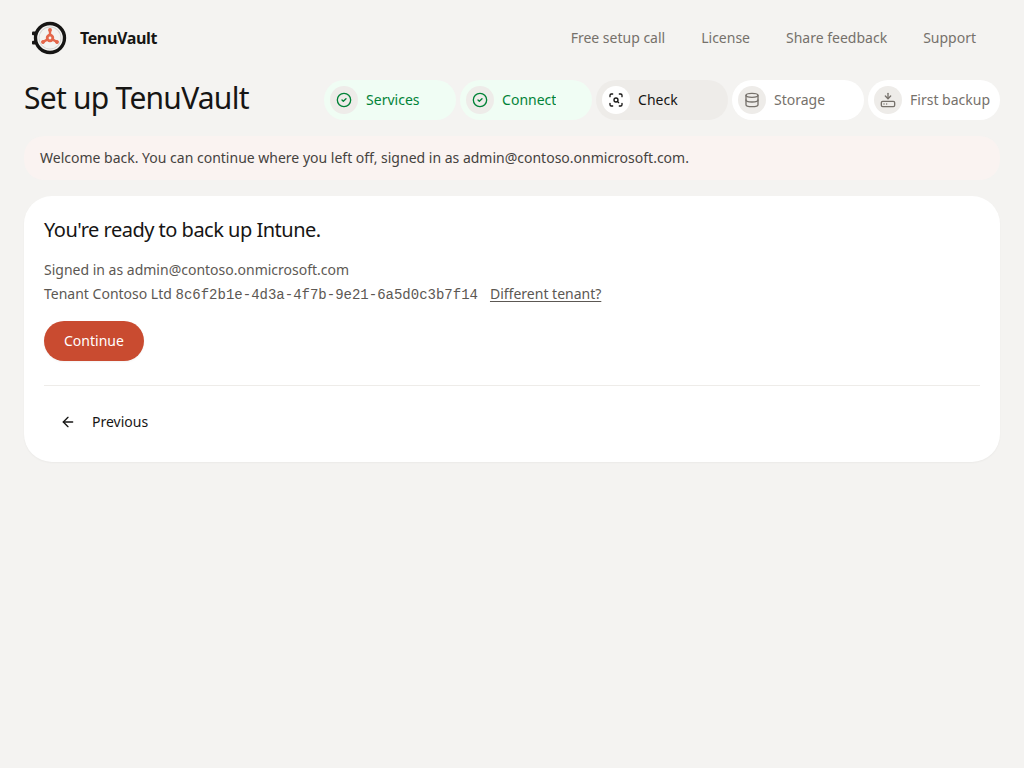 TenuVault
Free setup call
License
Share feedback
Support
Set up TenuVault
Services
Connect
Check
Storage
First backup
Welcome back. You can continue where you left off, signed in as admin@contoso.onmicrosoft.com.
You're ready to back up Intune.
Signed in as admin@contoso.onmicrosoft.com
Tenant Contoso Ltd 8c6f2b1e-4d3a-4f7b-9e21-6a5d0c3b7f14 Different tenant?
Continue
Previous